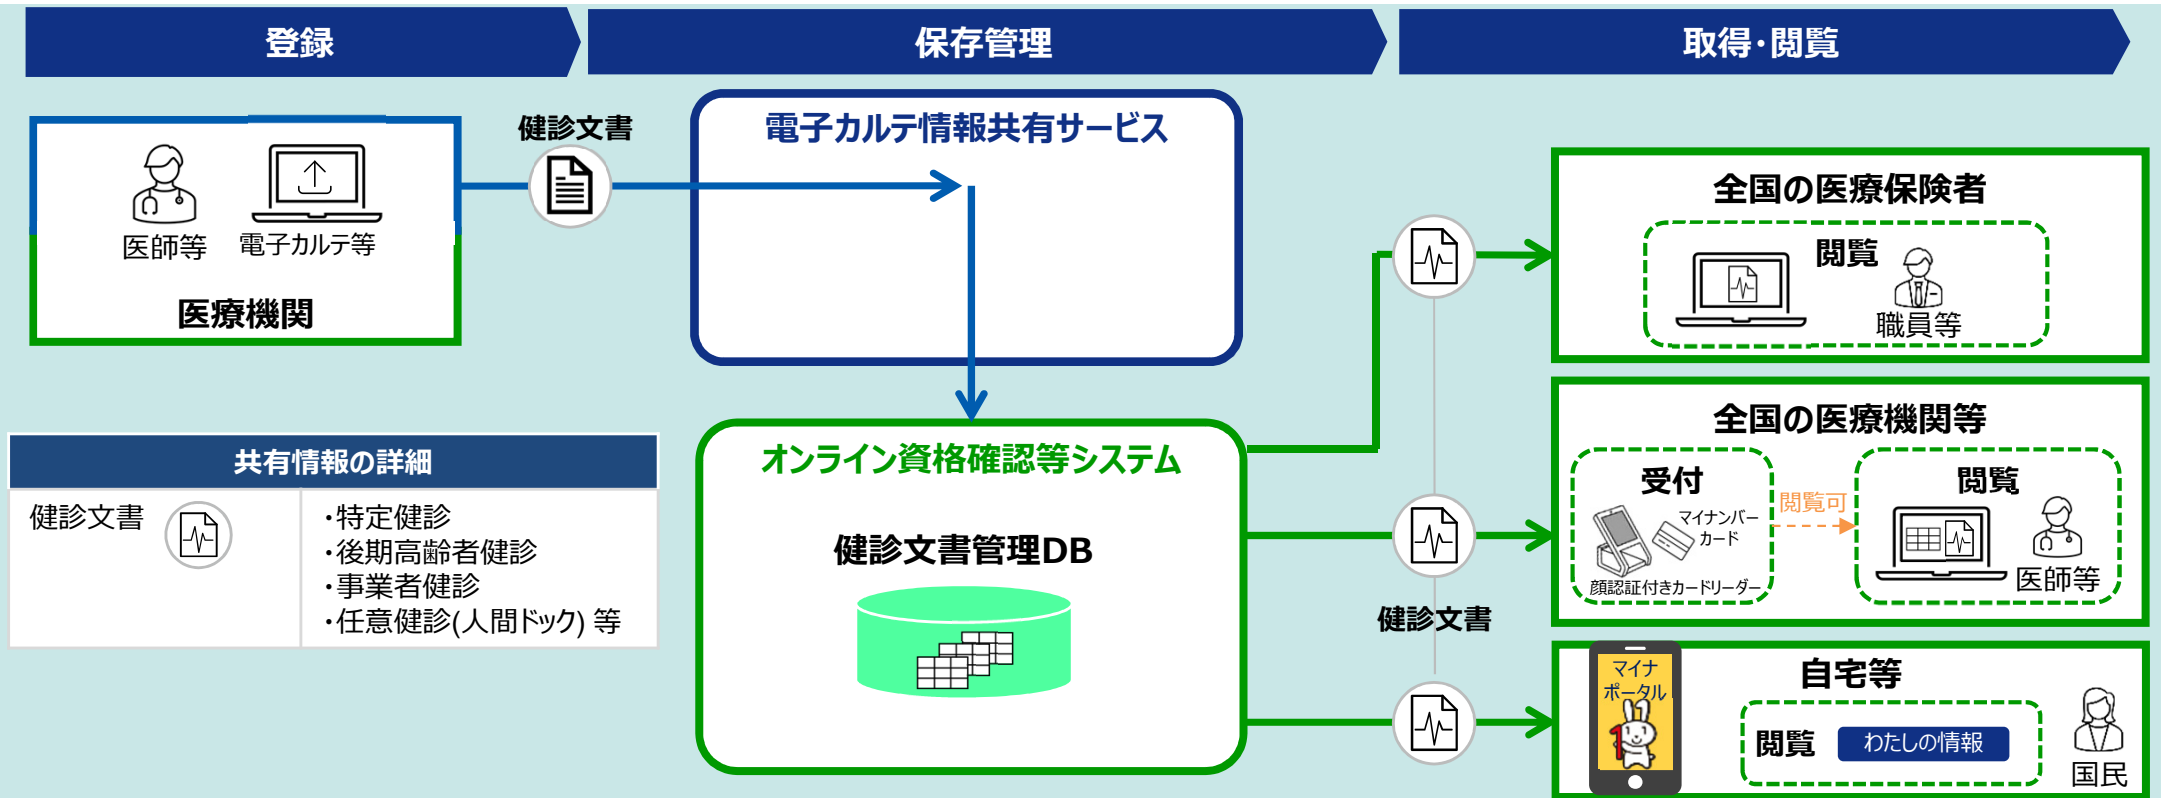 登録
保存管理
取得・閲覧
医師等
電子カルテ等
医療機関
健診文書
電子カルテ情報共有サービス
共有情報の詳細
健診文書
・特定健診
・後期高齢者健診
・事業者健診
・任意健診(人間ドック) 等
オンライン資格確認等システム
健診文書管理DB
健診文書
全国の医療保険者
閲覧
職員等
全国の医療機関等
受付
マイナンバー
カード
顔認証付きカードリーダー
閲覧可
閲覧
医師等
マイナ
ポータル
1
自宅等
閲覧
わたしの情報
国民